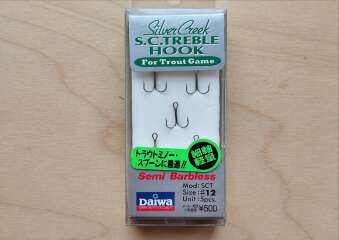 Silver Creek
S.C.TREBLE
HOOK
For Trout Game
トラウトミノー・
スプーンに最適!!
Semi Barbless
Daiwa
Mod: SCT
Size: #12
Unit: 5pcs.
¥600